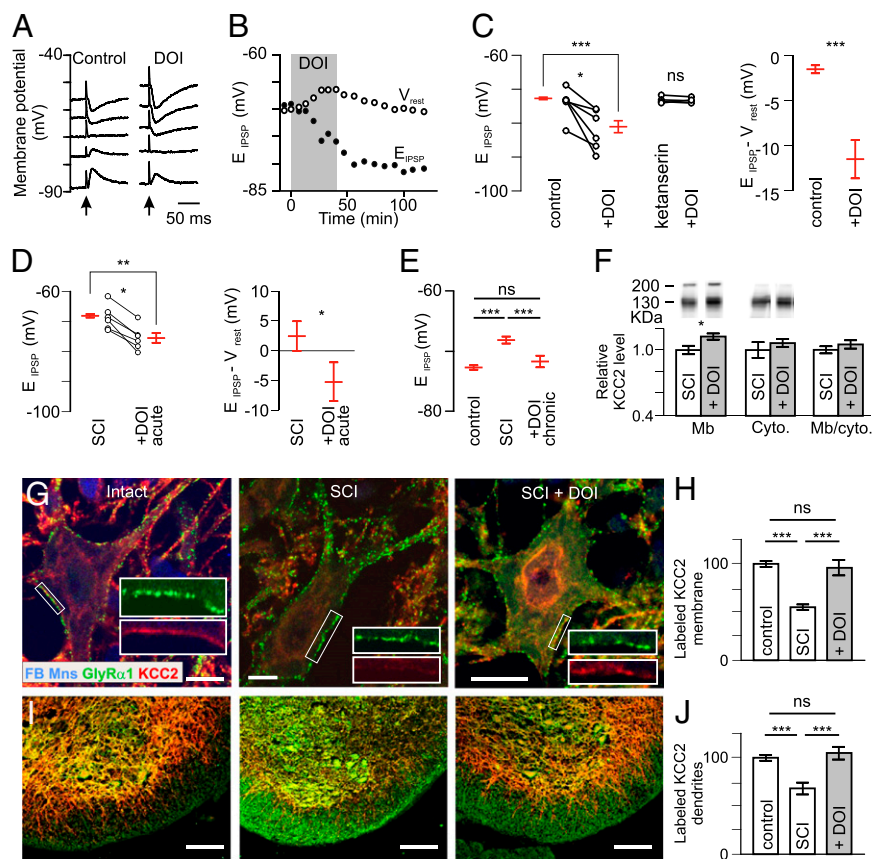 A
Control
DOI
Membrane potential
(mV)
-40
-90
50 ms
B
-60
DOI
V rest
E IPSP
E IPSP (mV)
-85
0
50
100
Time (min)
C
-60
***
*
ns
E IPSP (mV)
-100
control
+DOI
ketanserin
+DOI
0
***
-5
-10
-15
E IPSP - V rest (mV)
control
+DOI
D
-60
**
*
E IPSP (mV)
-100
SCI
+DOI
acute
10
5
0
-5
-10
*
E IPSP - V rest (mV)
SCI
+DOI
acute
E
-60
ns
***
***
E IPSP (mV)
-80
control
SCI
+DOI
chronic
F
200
130
KDa
*
1.0
0.4
Relative
KCC2 level
SCI
+ DOI
SCI
+ DOI
SCI
+ DOI
Mb
Cyto.
Mb/cyto.
G
Intact
SCI
SCI + DOI
FB Mns GlyRα1 KCC2
H
ns
***
***
100
0
Labeled KCC2
membrane
control
SCI
+ DOI
I
J
ns
***
***
100
0
Labeled KCC2
dendrites
control
SCI
+ DOI